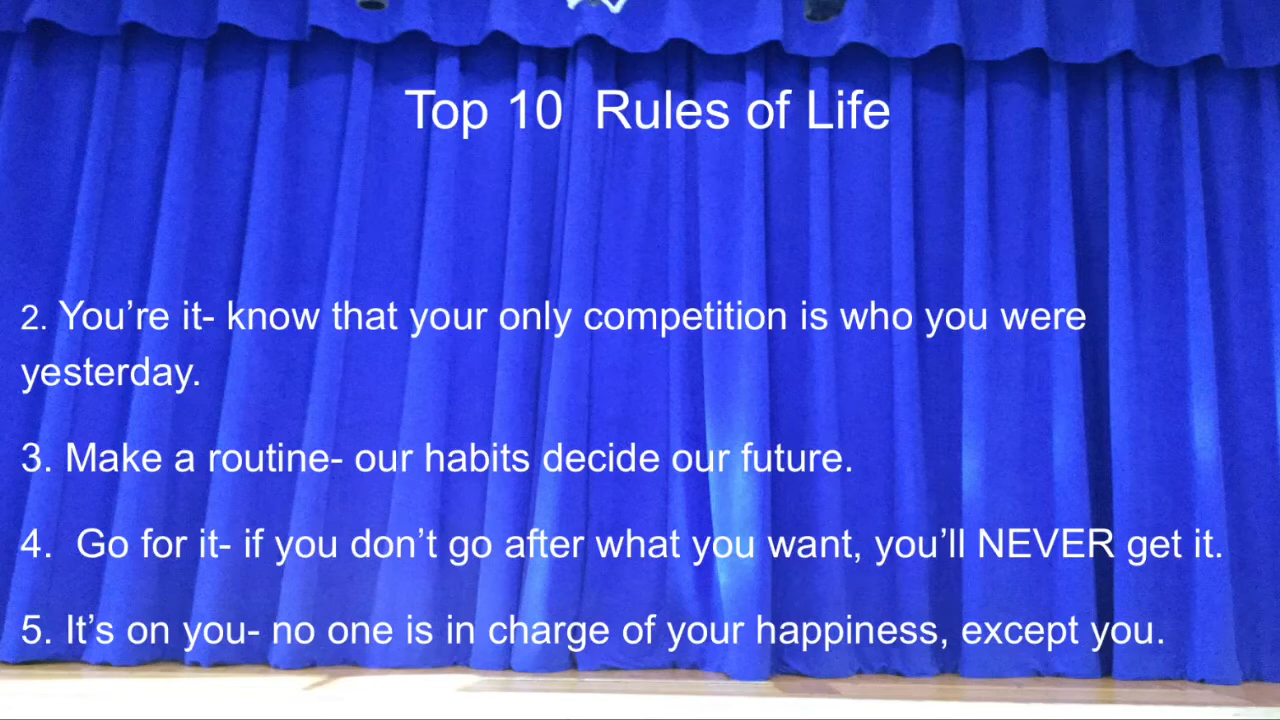 Top 10  Rules of Life
2. You’re it- know that your only competition is who you were
yesterday.
3. Make a routine- our habits decide our future.
4.  Go for it- if you don’t go after what you want, you’ll NEVER get it.
5. It’s on you- no one is in charge of your happiness, except you.